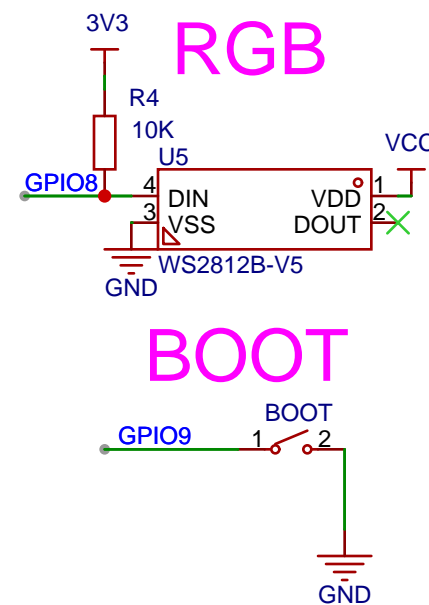 3V3
RGB
R4
10K
U5
VCC
GPIO8
4
DIN
VDD
1
3
VSS
DOUT
2
WS2812B-V5
GND
BOOT
BOOT
GPIO9
1
2
GND